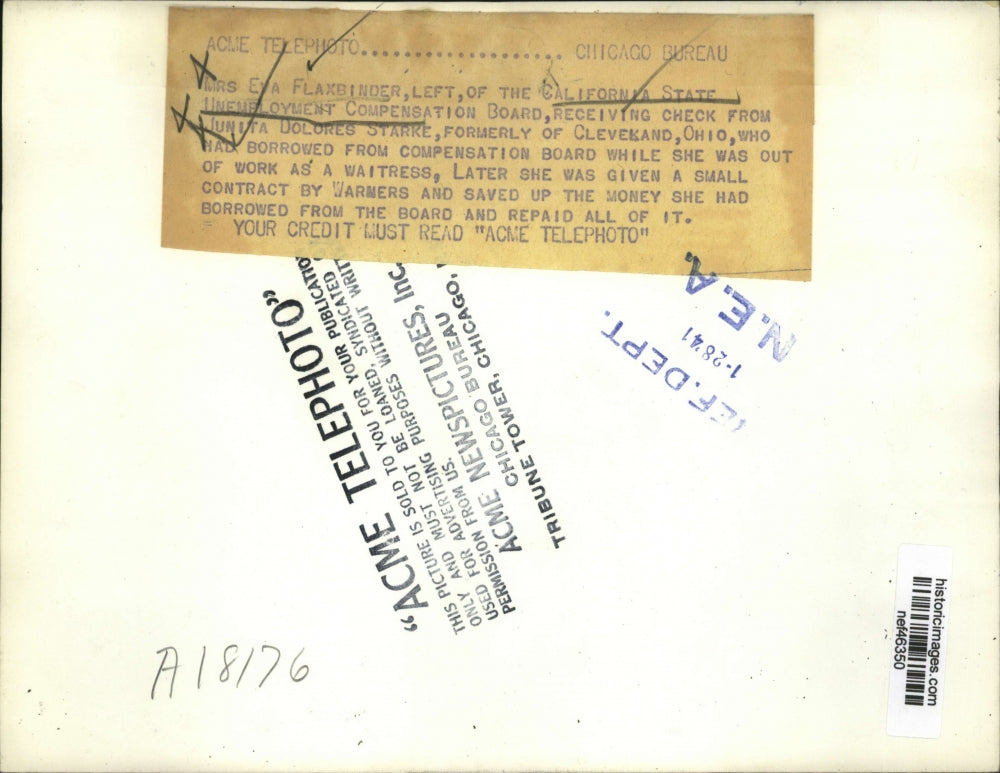 ACME TELEPHOTO.................... CHICAGO BUREAU
MRS EVA FLAXBINDER,LEFT,OF THE CALIFORNIA STATE
UNEMPLOYMENT COMPENSATION BOARD,RECEIVING CHECK FROM
JUNITA DOLORES STARKE,FORMERLY OF CLEVEKAND,OHIO,WHO
HAD BORROWED FROM COMPENSATION BOARD WHILE SHE WAS OUT
OF WORK AS A WAITRESS, LATER SHE WAS GIVEN A SMALL
CONTRACT BY WARNERS AND SAVED UP THE MONEY SHE HAD
BORROWED FROM THE BOARD AND REPAID ALL OF IT.
YOUR CREDIT MUST READ "ACME TELEPHOTO"
"ACME TELEPHOTO"
THIS PICTURE IS SOLD TO YOU FOR YOUR PUBLICATION
ONLY AND MUST NOT BE LOANED, SYNDICATED
USED FOR ADVERTISING PURPOSES WITHOUT
PERMISSION FROM US.
ACME NEWSPICTURES, Inc.
CHICAGO BUREAU
TRIBUNE TOWER, CHICAGO,
N.E.A.
1-28'41
EF. DEPT.
A18176
historicimages.com
nef46350